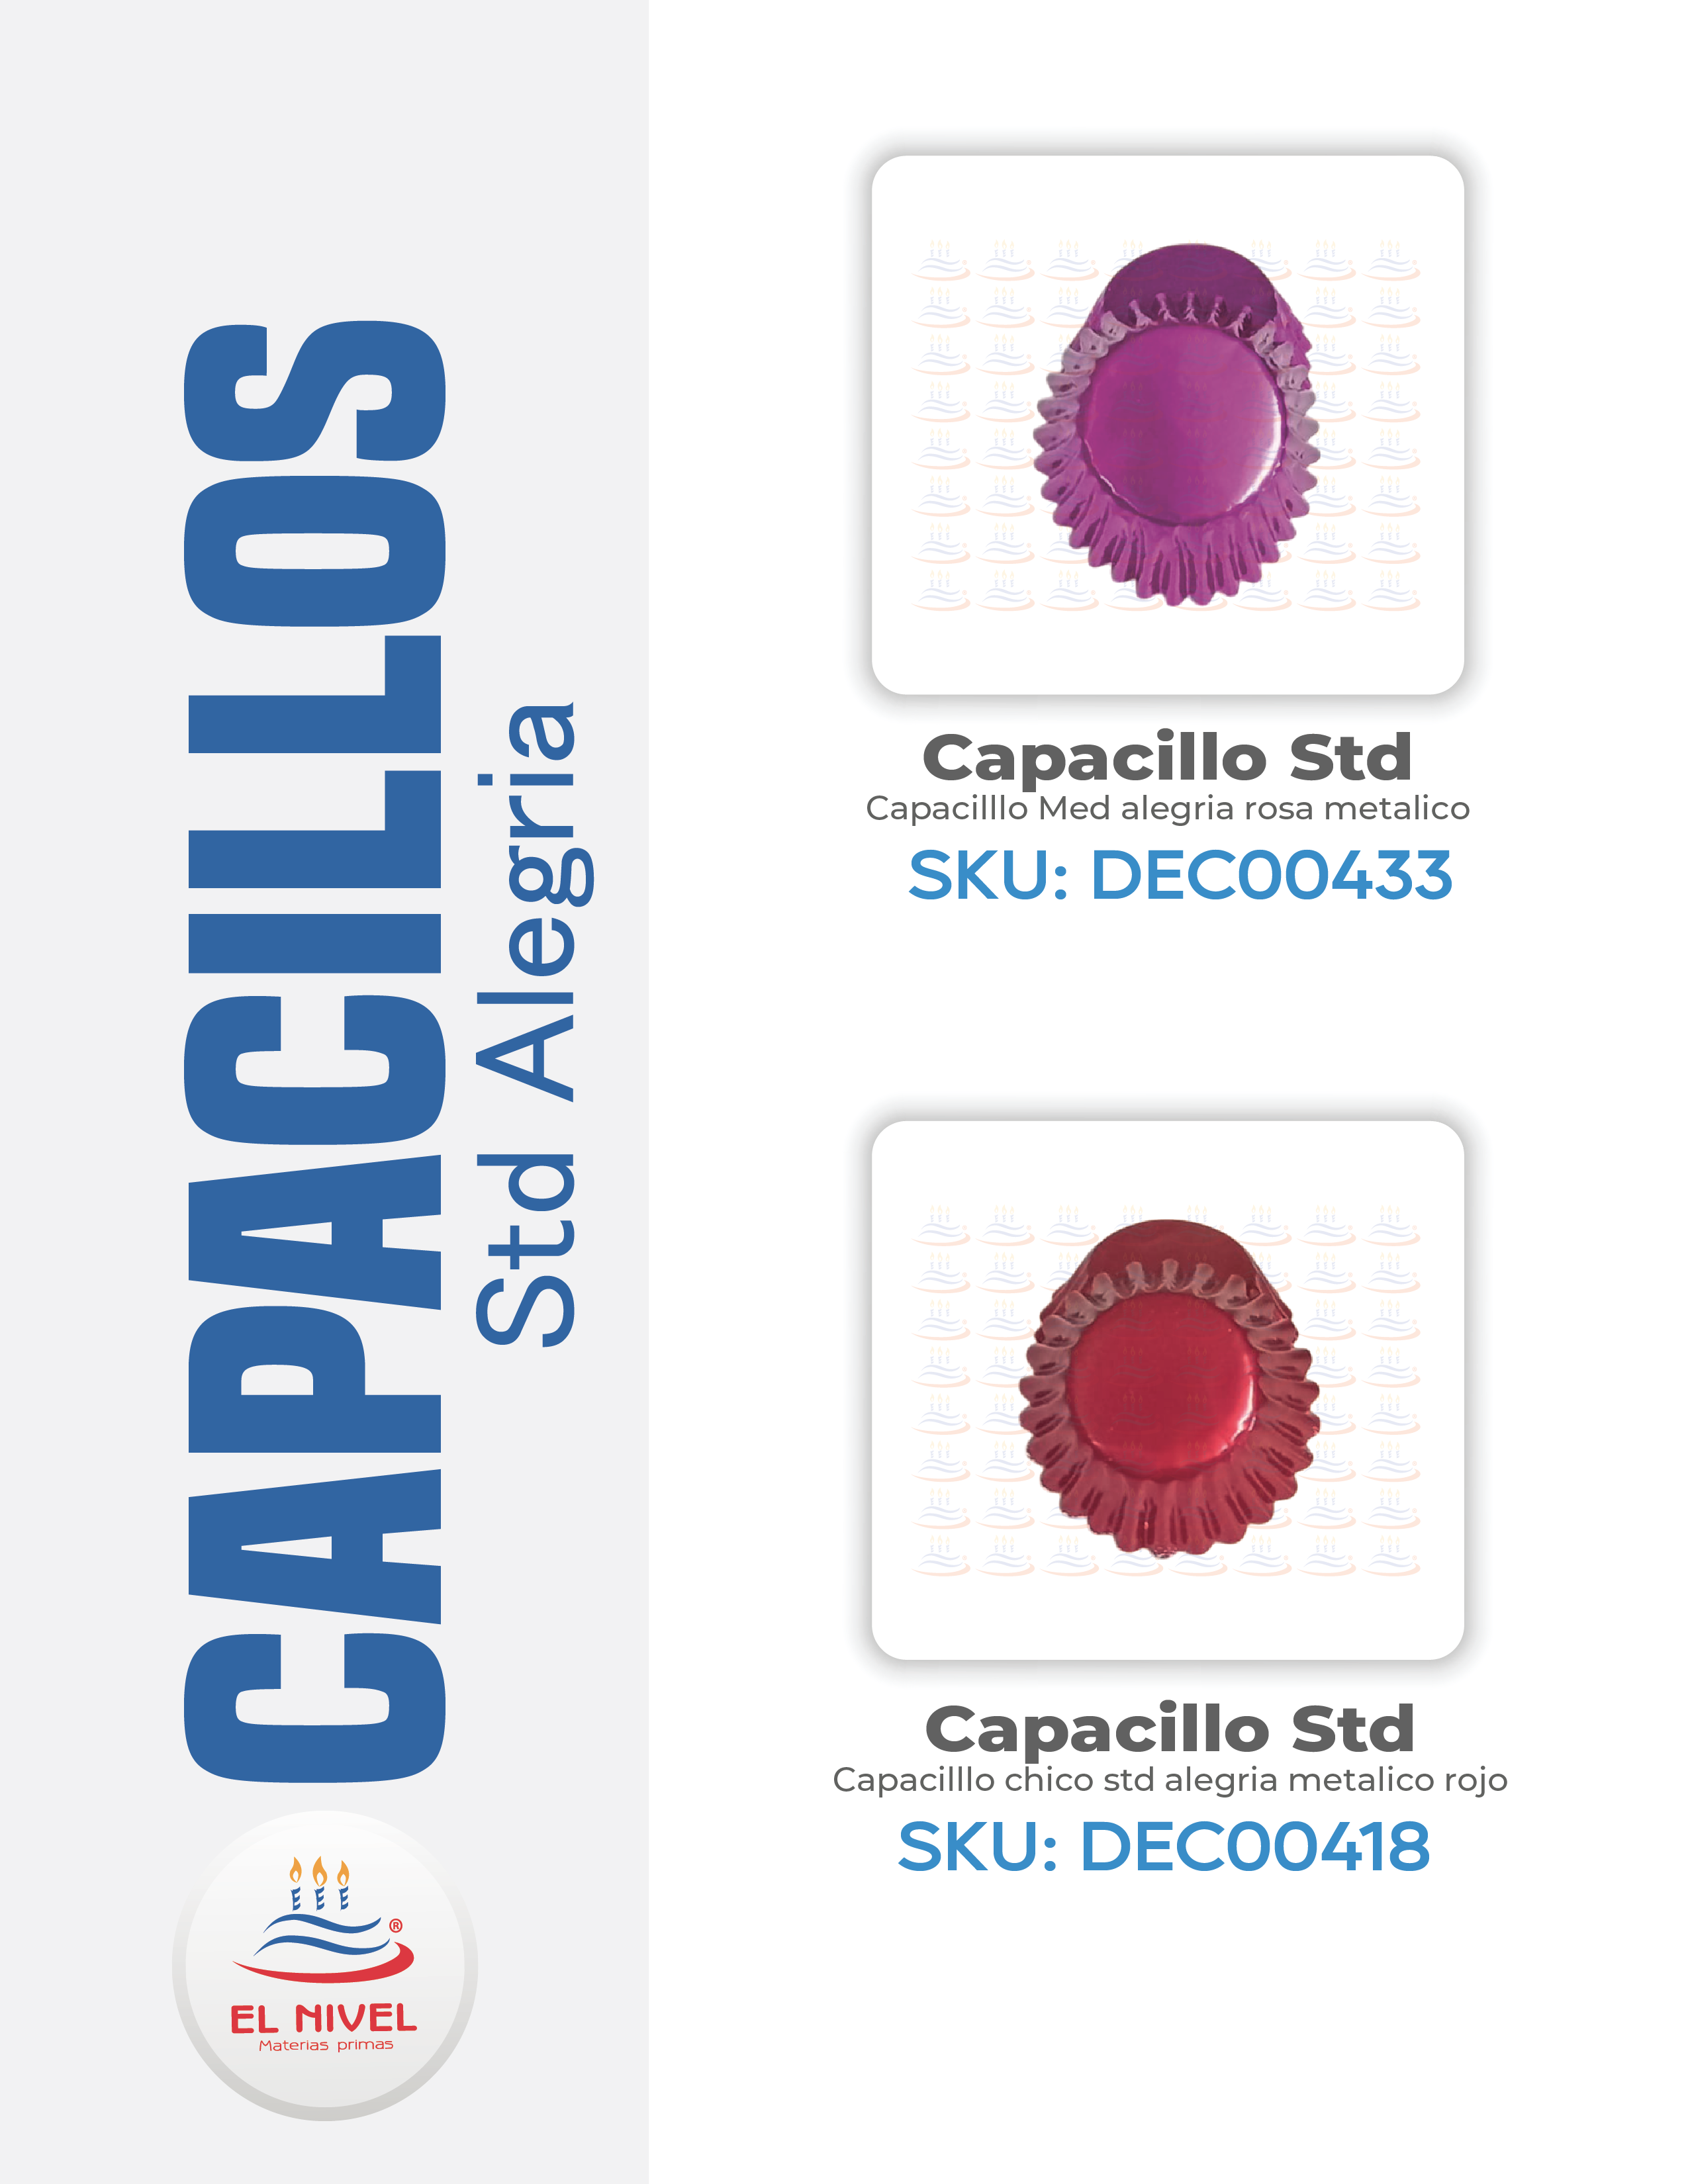 CAPACILLOS
Std Alegria
®
EL NIVEL
Materias primas
Capacillo Std
Capacilllo Med alegria rosa metalico
SKU: DEC00433
Capacillo Std
Capacilllo chico std alegria metalico rojo
SKU: DEC00418